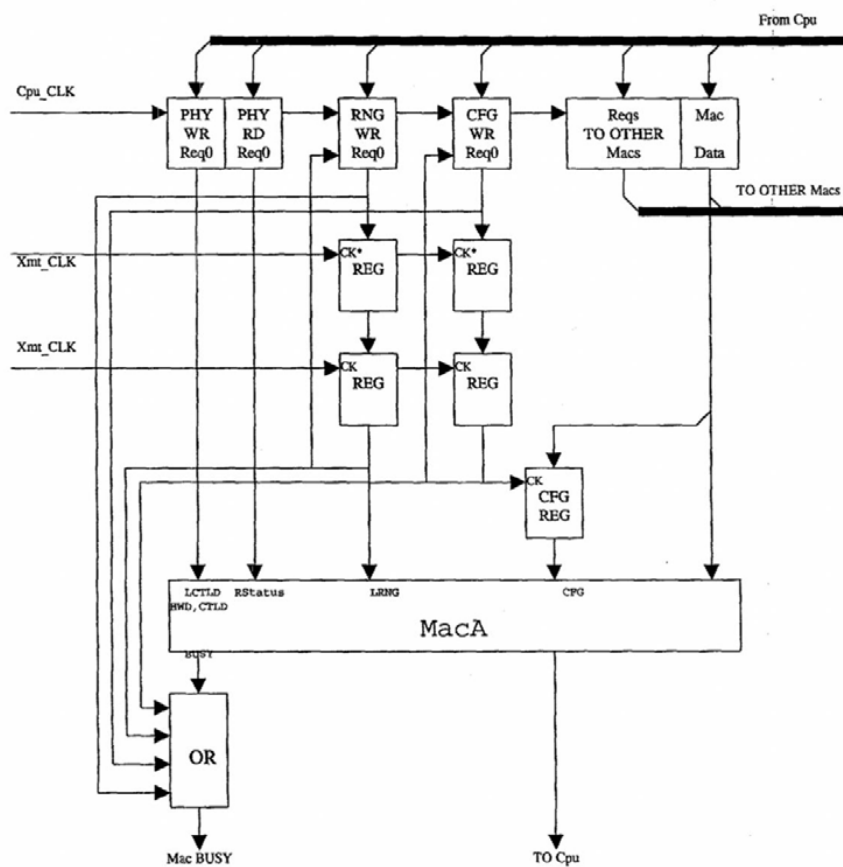 From Cpu
Cpu_CLK
PHY
WR
Req0
PHY
RD
Req0
RNG
WR
Req0
CFG
WR
Req0
Reqs
TO OTHER
Macs
Mac
Data
TO OTHER Macs
Xmt_CLK
CK*
REG
CK*
REG
Xmt_CLK
CK
REG
CK
REG
CK
CFG
REG
LCTLD
HWD,CTLD
RStatus
LRNG
CFG
MacA
BUSY
OR
Mac BUSY
TO Cpu